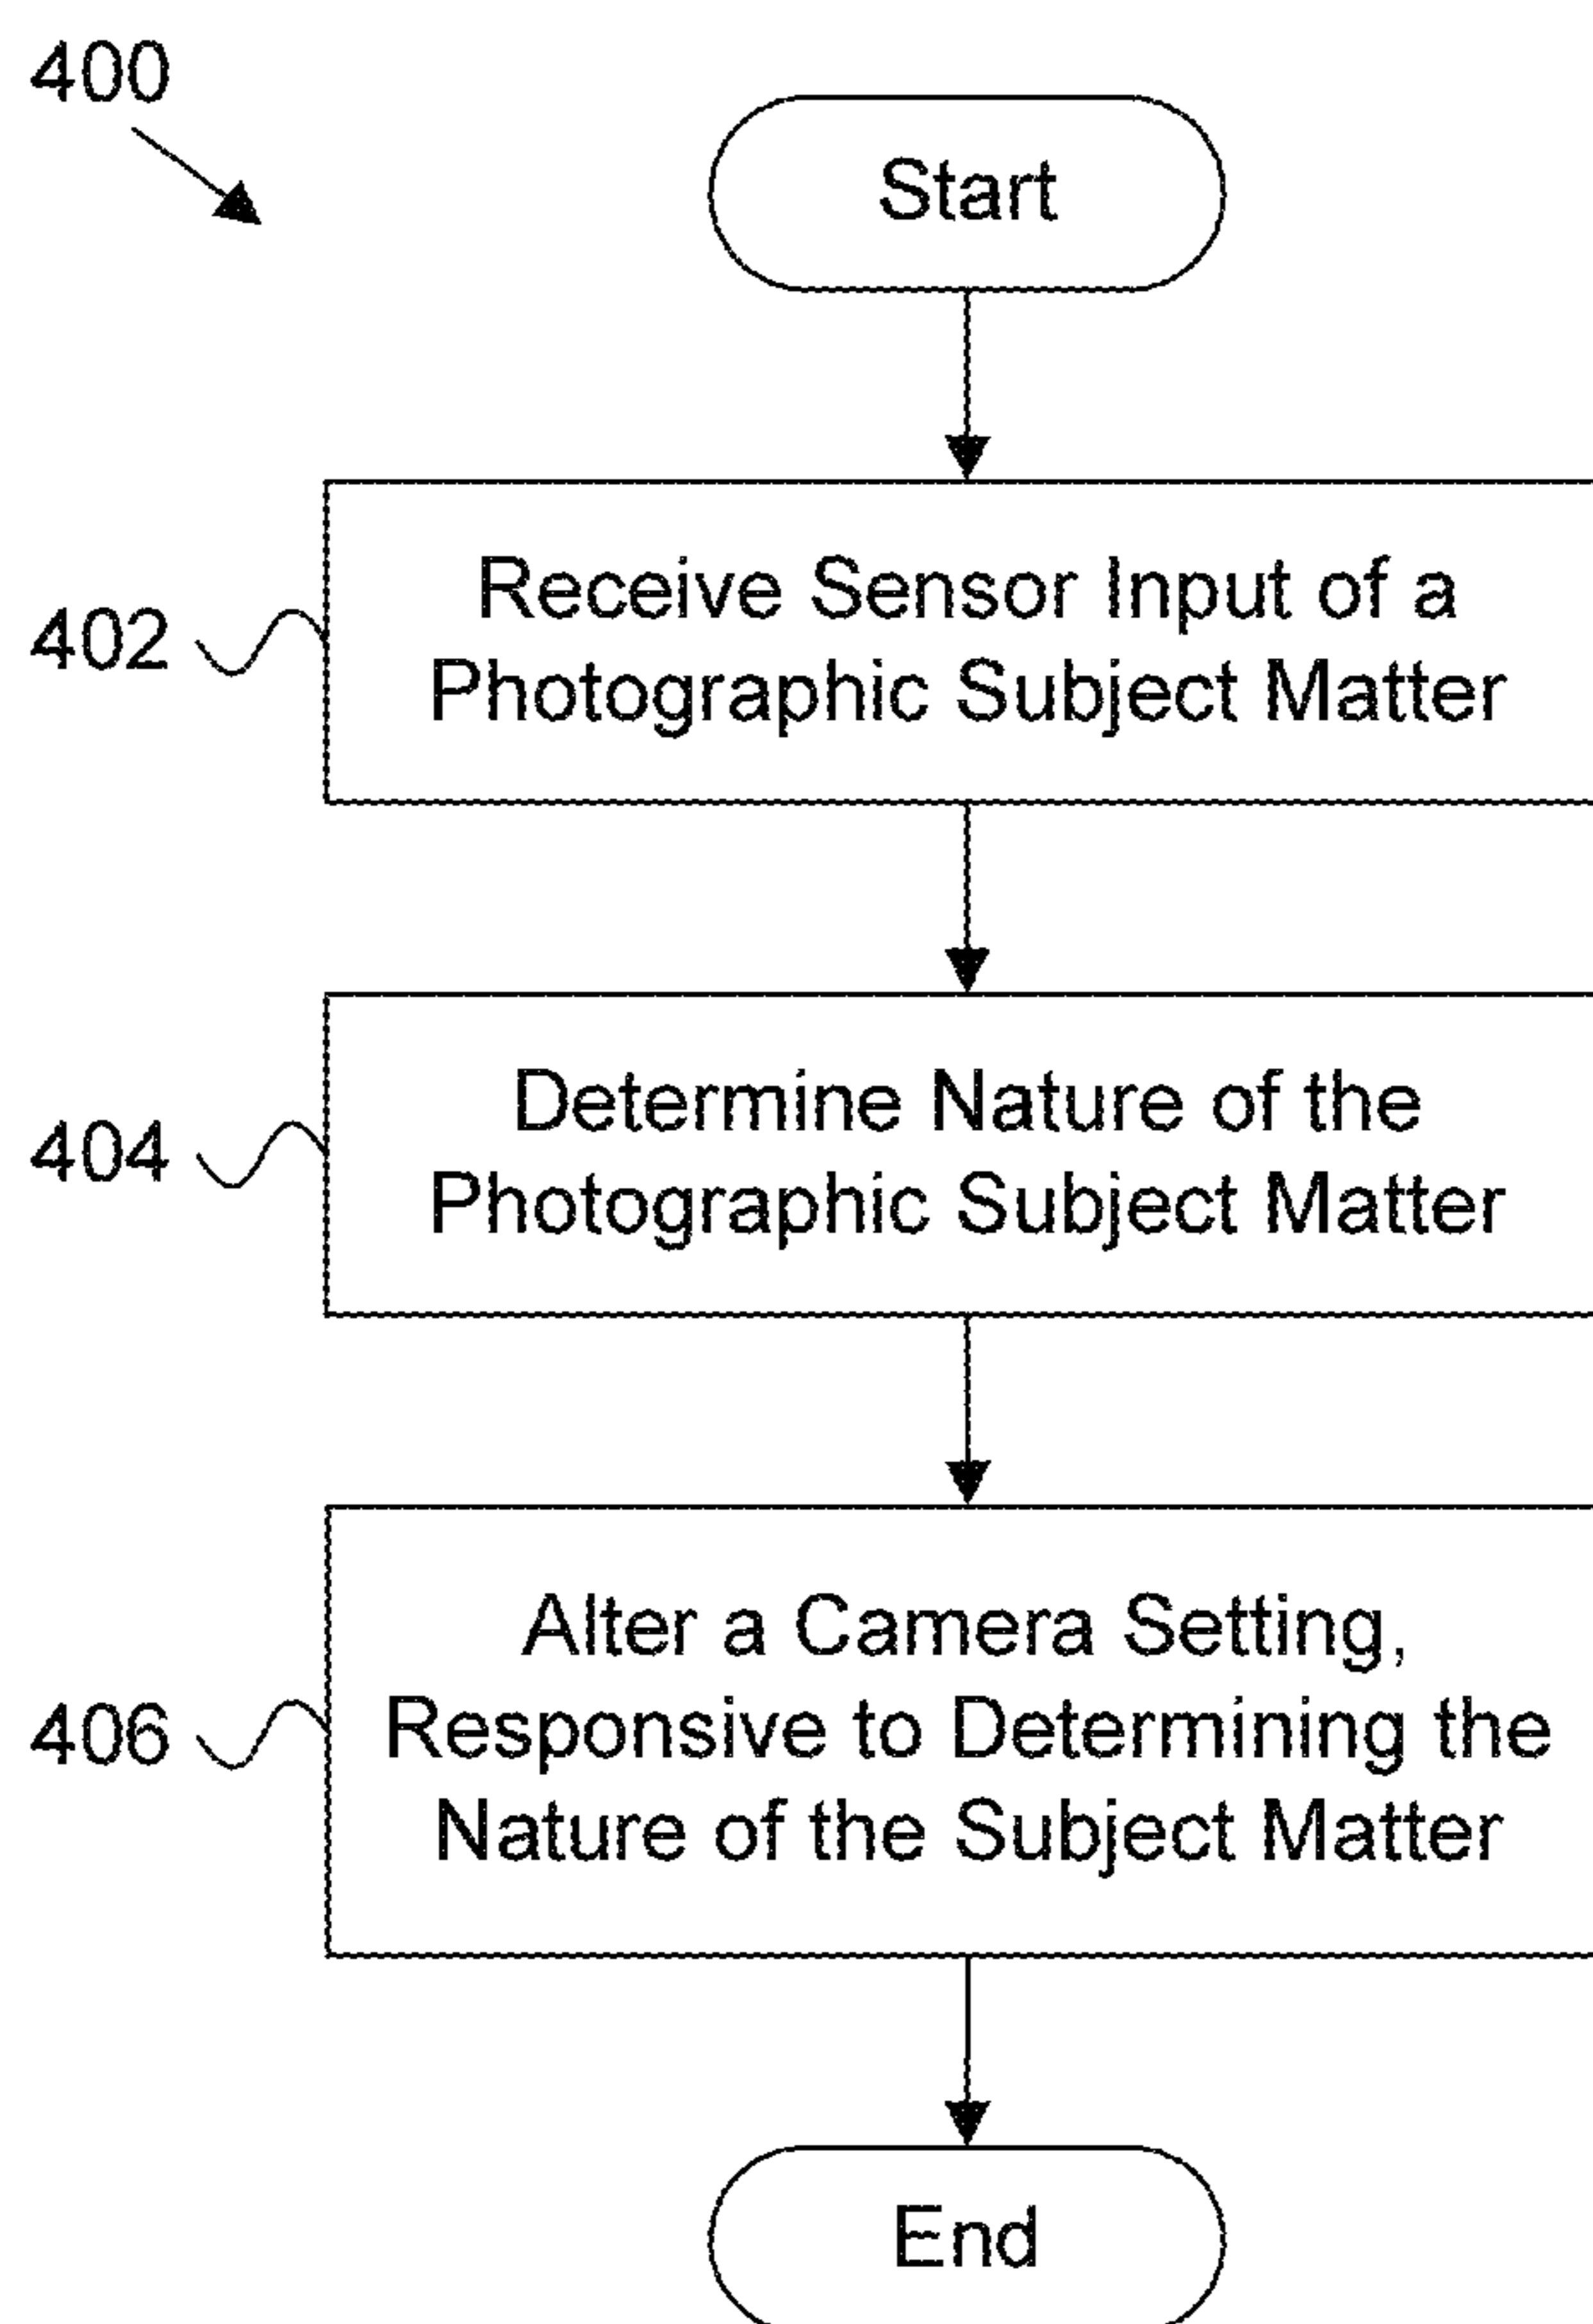 400
Start
402
Receive Sensor Input of a
Photographic Subject Matter
404
Determine Nature of the
Photographic Subject Matter
406
Alter a Camera Setting,
Responsive to Determining the
Nature of the Subject Matter
End